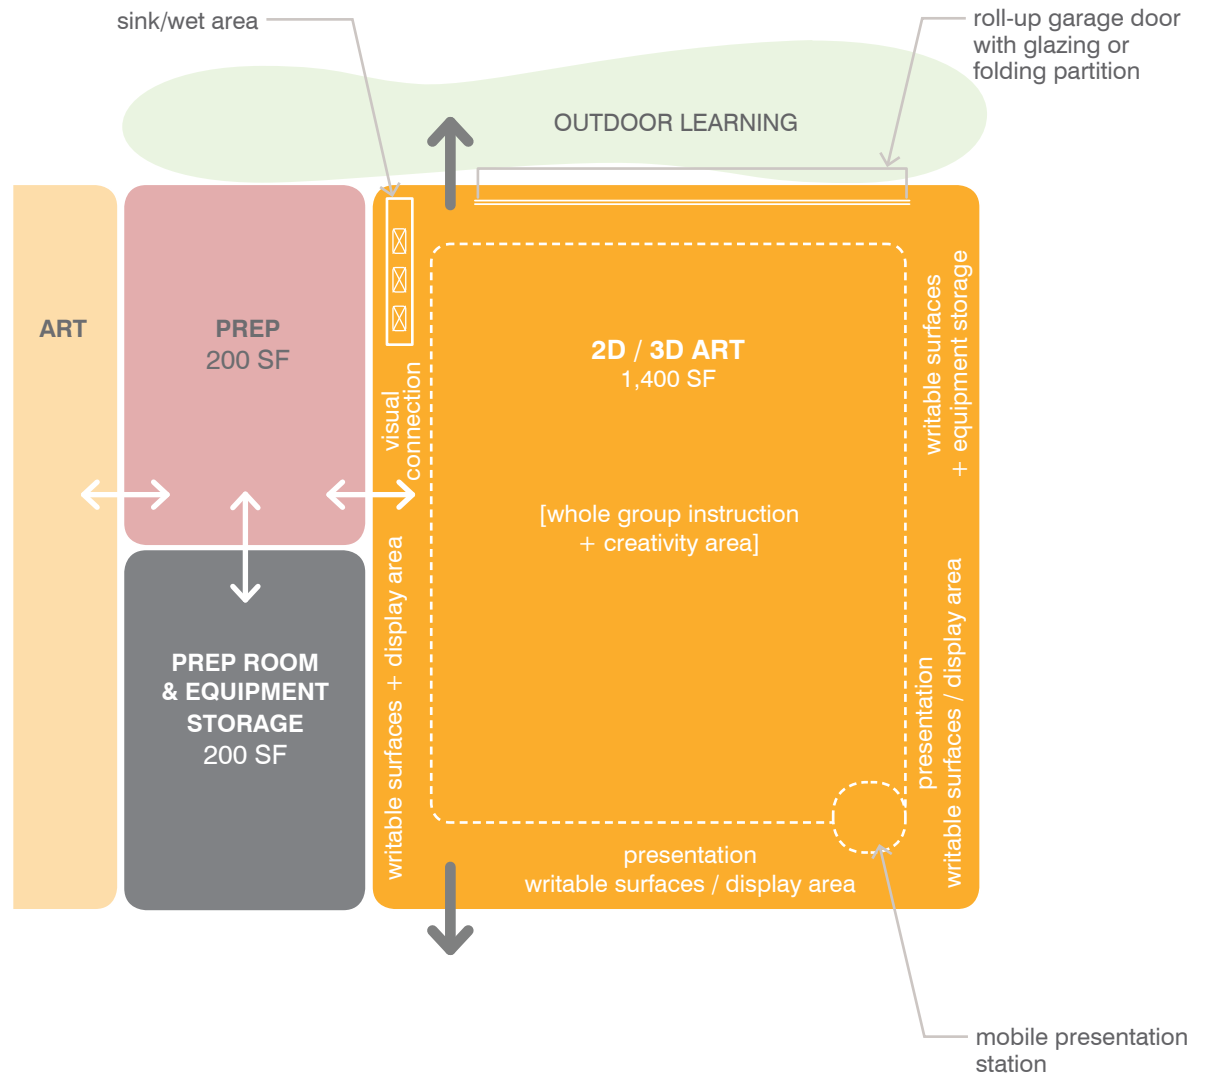 sink/wet area
roll-up garage door
with glazing or
folding partition
OUTDOOR LEARNING
ART
PREP
200 SF
2D / 3D ART
1,400 SF
visual
connection
writable surfaces
+ equipment storage
[whole group instruction
+ creativity area]
writable surfaces + display area
PREP ROOM
& EQUIPMENT
STORAGE
200 SF
presentation
writable surfaces / display area
presentation
writable surfaces / display area
mobile presentation
station